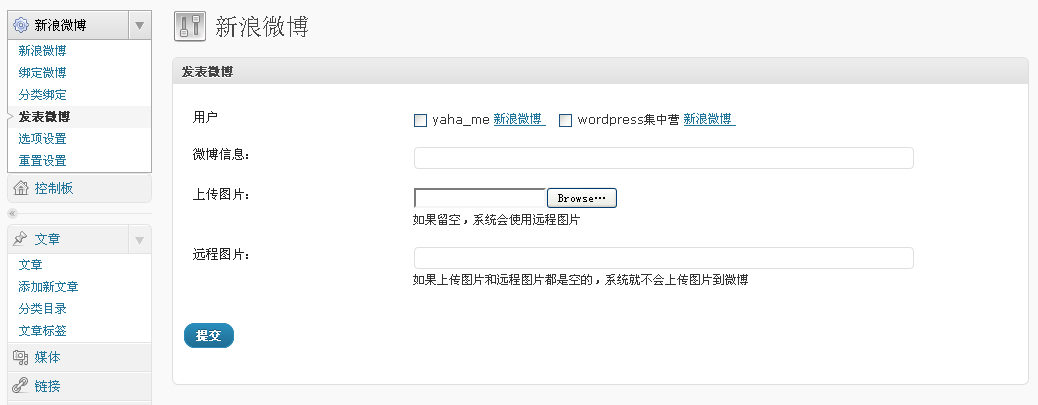 新浪微博
新浪微博
绑定微博
分类绑定
发表微博
选项设置
重置设置
控制板
文章
文章
添加新文章
分类目录
文章标签
媒体
链接
新浪微博
发表微博
用户
yaha_me 新浪微博 wordpress集中营 新浪微博
微博信息：
上传图片：
Browse…
如果留空，系统会使用远程图片
远程图片：
如果上传图片和远程图片都是空的，系统就不会上传图片到微博
提交